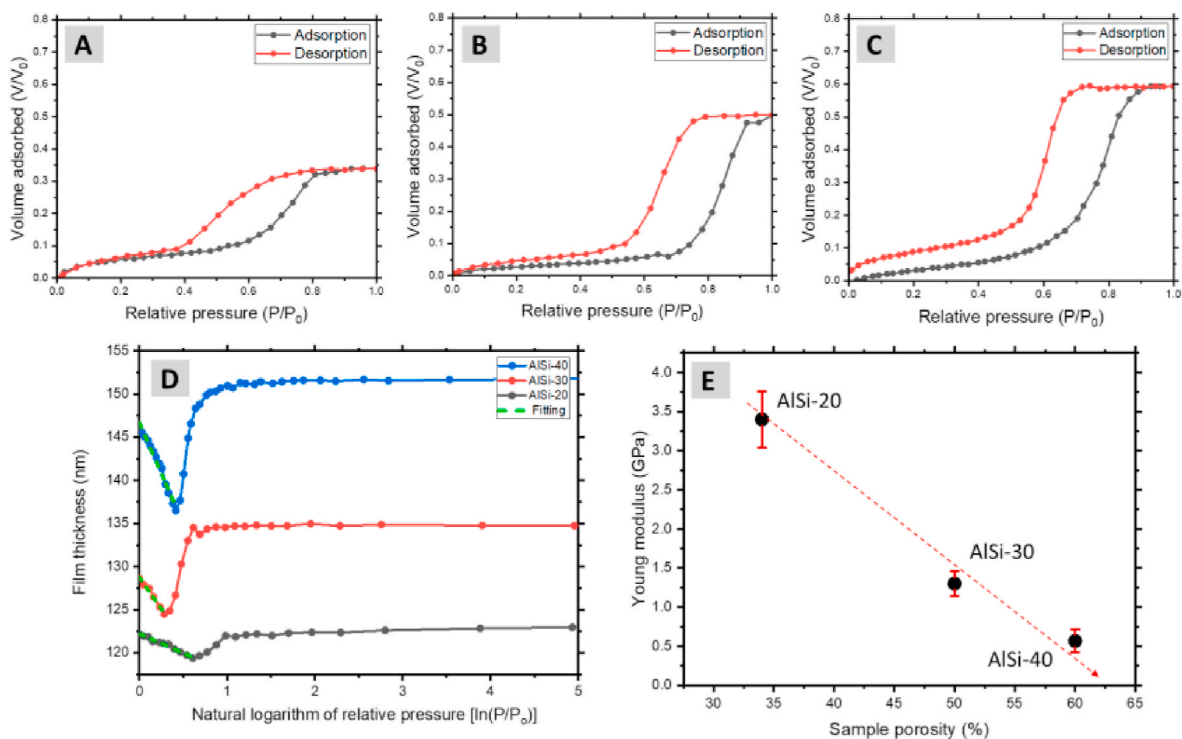 A
Adsorption
Desorption
Volume adsorbed (V/V₀)
0.8
0.7
0.6
0.5
0.4
0.3
0.2
0.1
0.0
0.0 0.2 0.4 0.6 0.8 1.0
Relative pressure (P/P₀)
B
Adsorption
Desorption
Volume adsorbed (V/V₀)
0.8
0.7
0.6
0.5
0.4
0.3
0.2
0.1
0.0
0.0 0.2 0.4 0.6 0.8 1.0
Relative pressure (P/P₀)
C
Adsorption
Desorption
Volume adsorbed (V/V₀)
0.8
0.7
0.6
0.5
0.4
0.3
0.2
0.1
0.0
0.0 0.2 0.4 0.6 0.8 1.0
Relative pressure (P/P₀)
D
AlSi-40
AlSi-30
AlSi-20
Fitting
Film thickness (nm)
155
150
145
140
135
130
125
120
0 1 2 3 4 5
Natural logarithm of relative pressure [ln(P/P₀)]
E
AlSi-20
AlSi-30
AlSi-40
Young modulus (GPa)
4.0
3.5
3.0
2.5
2.0
1.5
1.0
0.5
0.0
30 35 40 45 50 55 60 65
Sample porosity (%)